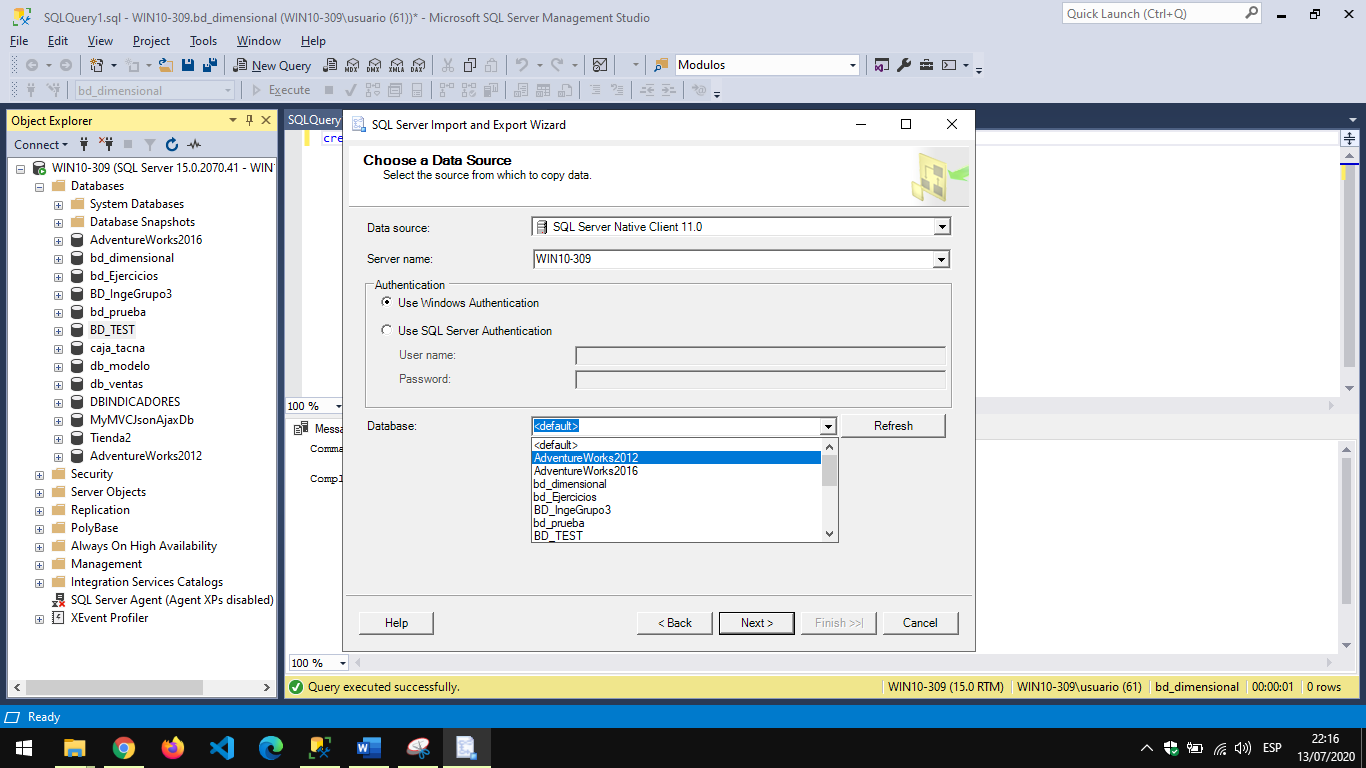 SQLQuery1.sql - WIN10-309.bd_dimensional (WIN10-309\usuario (61))* - Microsoft SQL Server Management Studio
Quick Launch (Ctrl+Q)
File Edit View Project Tools Window Help
New Query
MDX DMX XMLA DAX
Modulos
bd_dimensional
Execute
Object Explorer
Connect
WIN10-309 (SQL Server 15.0.2070.41 - WIN
Databases
System Databases
Database Snapshots
AdventureWorks2016
bd_dimensional
bd_Ejercicios
BD_IngeGrupo3
bd_prueba
BD_TEST
caja_tacna
db_modelo
db_ventas
DBINDICADORES
MyMVCJsonAjaxDb
Tienda2
AdventureWorks2012
Security
Server Objects
Replication
PolyBase
Always On High Availability
Management
Integration Services Catalogs
SQL Server Agent (Agent XPs disabled)
XEvent Profiler
SQLQuery
cre
100 %
Messa
Comma
Compl
100 %
SQL Server Import and Export Wizard
Choose a Data Source
Select the source from which to copy data.
Data source: SQL Server Native Client 11.0
Server name: WIN10-309
Authentication
Use Windows Authentication
Use SQL Server Authentication
User name:
Password:
Database: <default> Refresh
<default>
AdventureWorks2012
AdventureWorks2016
bd_dimensional
bd_Ejercicios
BD_IngeGrupo3
bd_prueba
BD_TEST
Help < Back Next > Finish >>| Cancel
Query executed successfully. WIN10-309 (15.0 RTM) WIN10-309\usuario (61) bd_dimensional 00:00:01 0 rows
Ready
ESP
22:16
13/07/2020